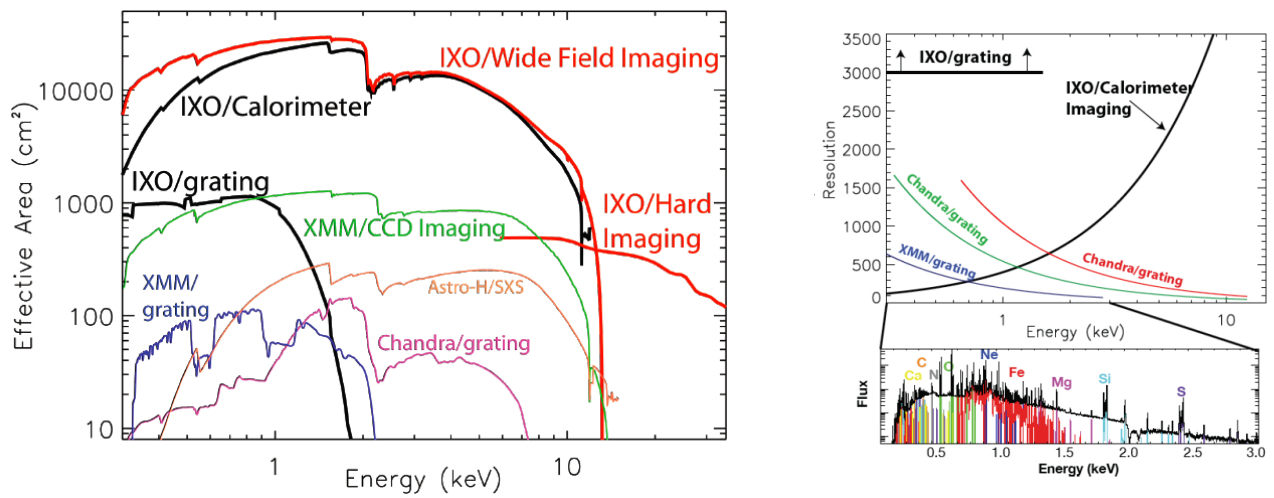 Effective Area (cm²)
10000
1000
100
10
1
10
Energy (keV)
IXO/Wide Field Imaging
IXO/Calorimeter
IXO/grating
XMM/CCD Imaging
IXO/Hard
Imaging
XMM/
grating
Astro-H/SXS
Chandra/grating
Resolution
3500
3000
2500
2000
1500
1000
500
0
IXO/grating
IXO/Calorimeter
Imaging
Chandra/grating
XMM/grating
Chandra/grating
1
10
Energy (keV)
Flux
Ca
C
N
O
Ne
Fe
Mg
Si
S
0.5
1.0
1.5
2.0
2.5
3.0
Energy (keV)